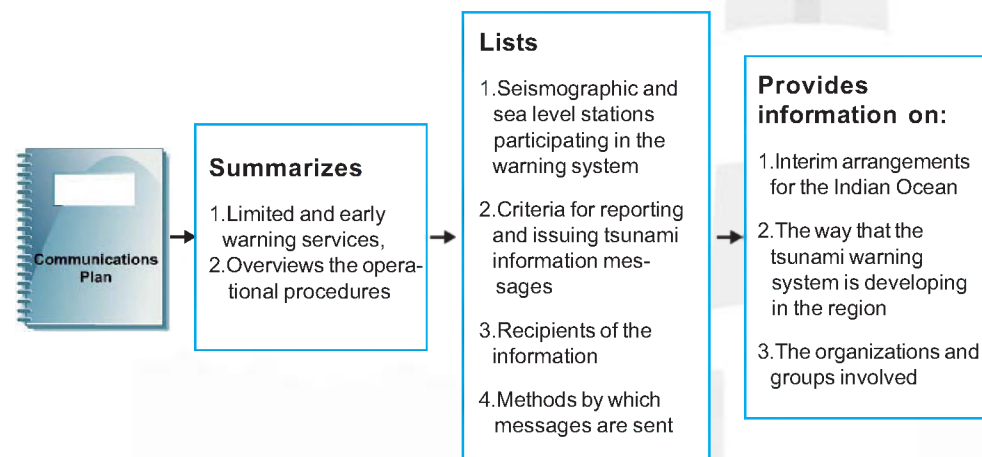 Communications
Plan
Summarizes
1.Limited and early
warning services,
2.Overviews the opera-
tional procedures
Lists
1.Seismographic and
sea level stations
participating in the
warning system
2.Criteria for reporting
and issuing tsunami
information mes-
sages
3.Recipients of the
information
4.Methods by which
messages are sent
Provides
information on:
1.Interim arrangements
for the Indian Ocean
2.The way that the
tsunami warning
system is developing
in the region
3.The organizations and
groups involved